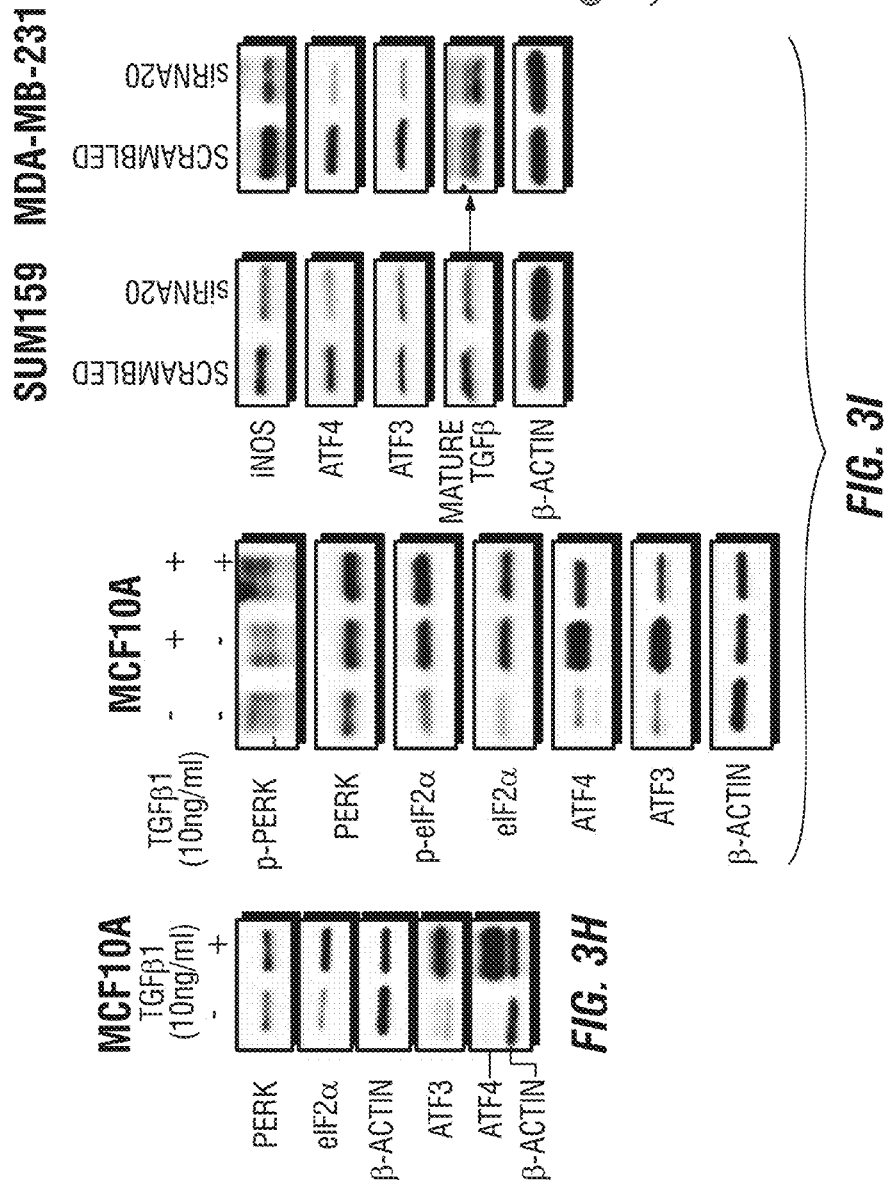 MCF10A
TGFβ1
(10ng/ml)
- +
PERK
eIF2α
β-ACTIN
ATF3
ATF4
β-ACTIN
FIG. 3H
MCF10A
TGFβ1
(10ng/ml)
- + +
- - +
p-PERK
PERK
p-eIF2α
eIF2α
ATF4
ATF3
β-ACTIN
SUM159 MDA-MB-231
SCRAMBLED
siRNA20
SCRAMBLED
siRNA20
iNOS
ATF4
ATF3
MATURE
TGFβ
β-ACTIN
FIG. 3I